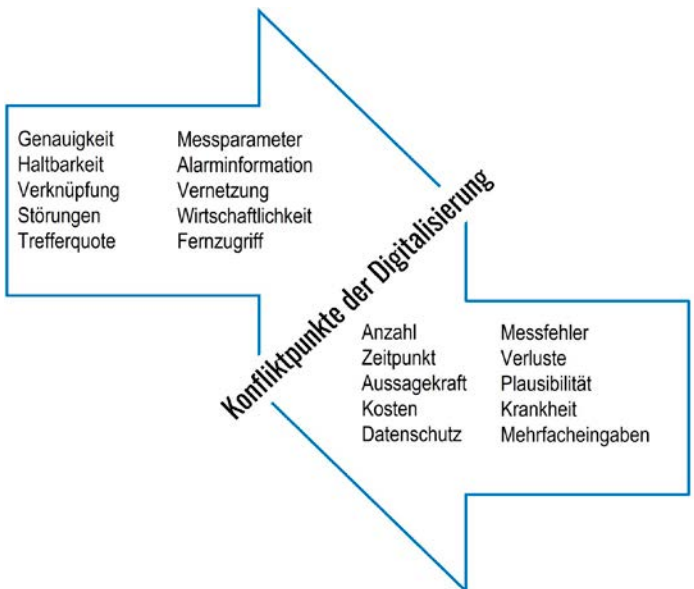 Genauigkeit Messparameter
Haltbarkeit Alarminformation
Verknüpfung Vernetzung
Störungen Wirtschaftlichkeit
Trefferquote Fernzugriff
Konfliktpunkte der Digitalisierung
Anzahl Messfehler
Zeitpunkt Verluste
Aussagekraft Plausibilität
Kosten Krankheit
Datenschutz Mehrfacheingaben